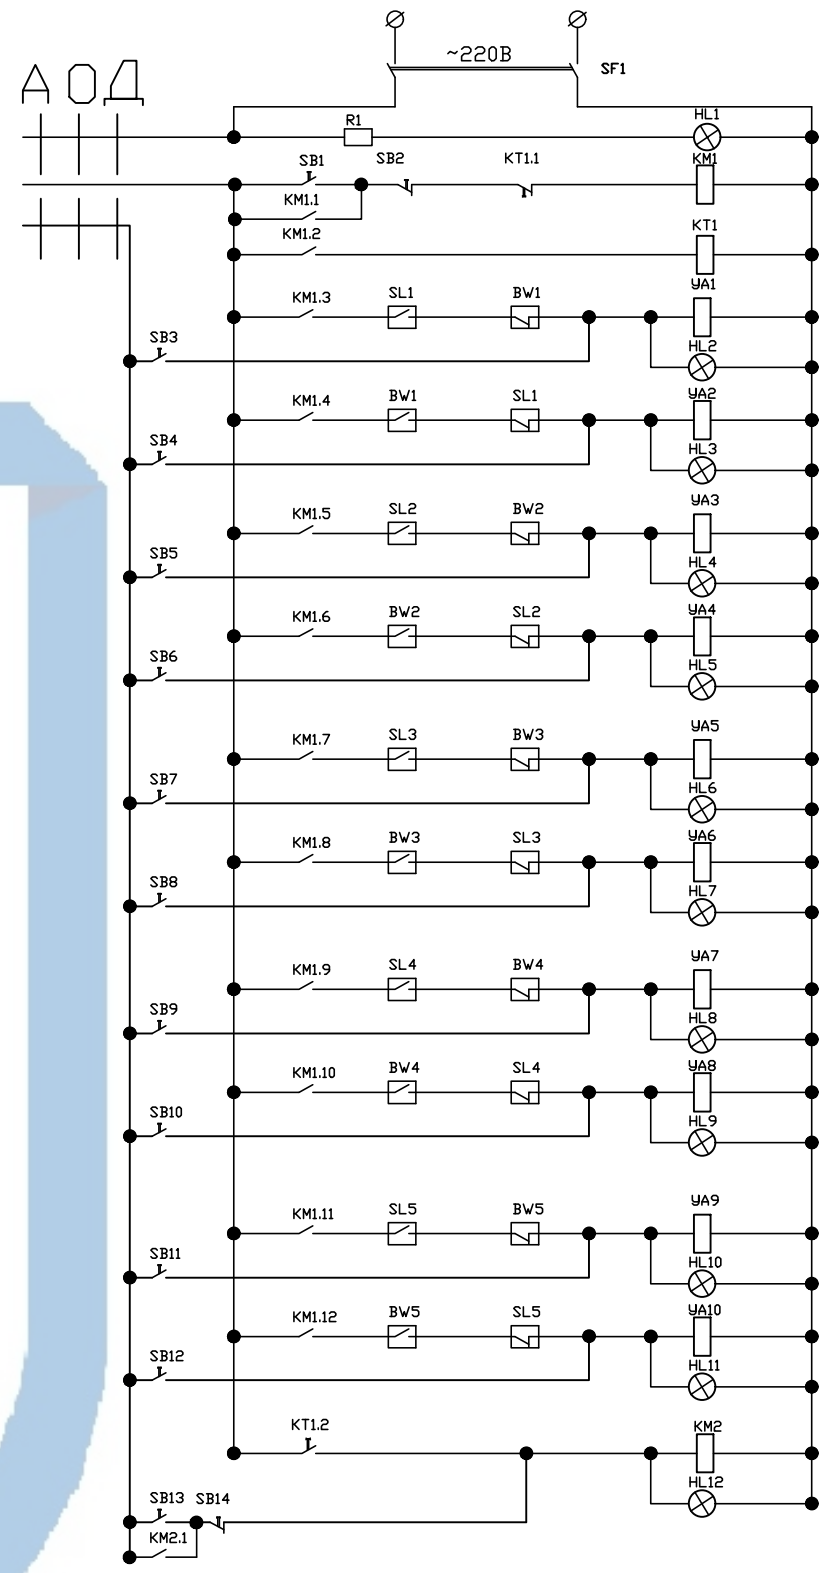 ~220В
SF1
А О Д
R1
HL1
SB1
SB2
KT1.1
KM1
KM1.1
KM1.2
KT1
KM1.3
SL1
BW1
YA1
SB3
HL2
KM1.4
BW1
SL1
YA2
SB4
HL3
KM1.5
SL2
BW2
YA3
SB5
HL4
KM1.6
BW2
SL2
YA4
SB6
HL5
KM1.7
SL3
BW3
YA5
SB7
HL6
KM1.8
BW3
SL3
YA6
SB8
HL7
KM1.9
SL4
BW4
YA7
SB9
HL8
KM1.10
BW4
SL4
YA8
SB10
HL9
KM1.11
SL5
BW5
YA9
SB11
HL10
KM1.12
BW5
SL5
YA10
SB12
HL11
KT1.2
KM2
HL12
SB13
SB14
KM2.1